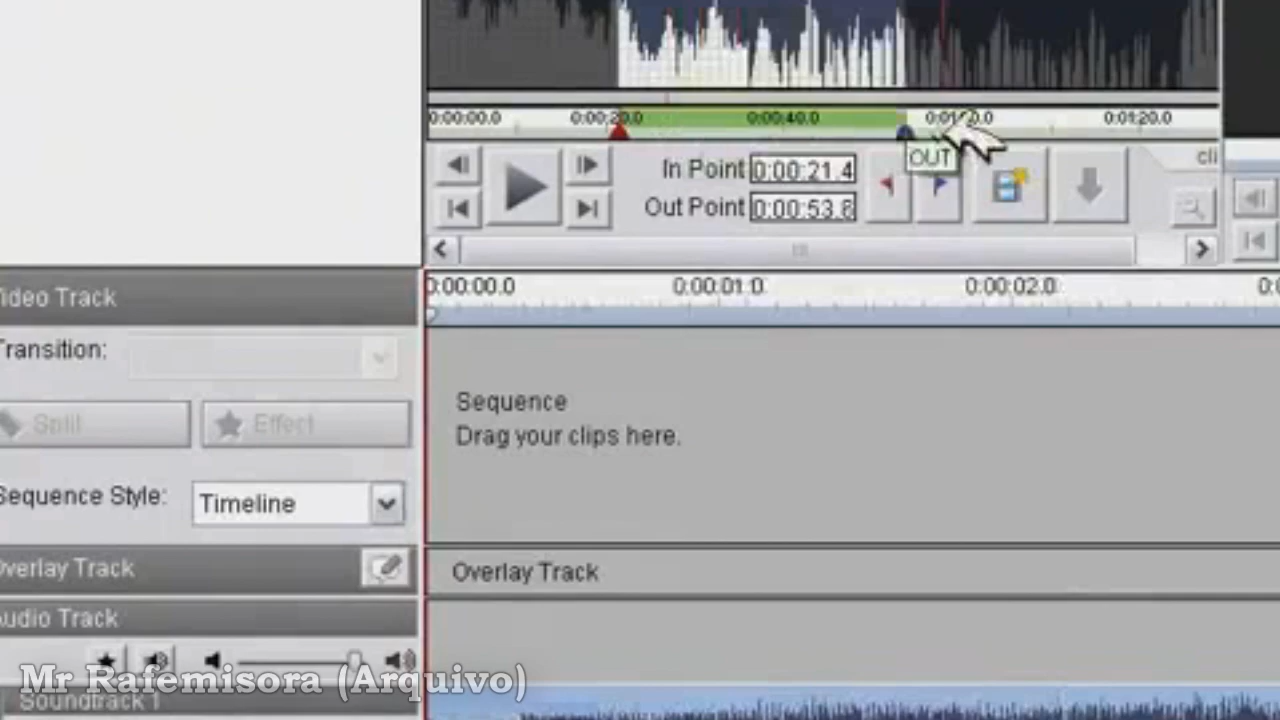 0:00:00.0 0:00:20.0 0:00:40.0 0:01:20.0
OUT
cli
In Point 0:00:21.4
Out Point 0:00:53.8
0:00:00.0 0:00:01.0 0:00:02.0 0:0
Video Track
Transition:
Split Effect
Sequence
Drag your clips here.
Sequence Style: Timeline
Overlay Track Overlay Track
Audio Track
Mr Rafemisora (Arquivo)
Soundtrack 1